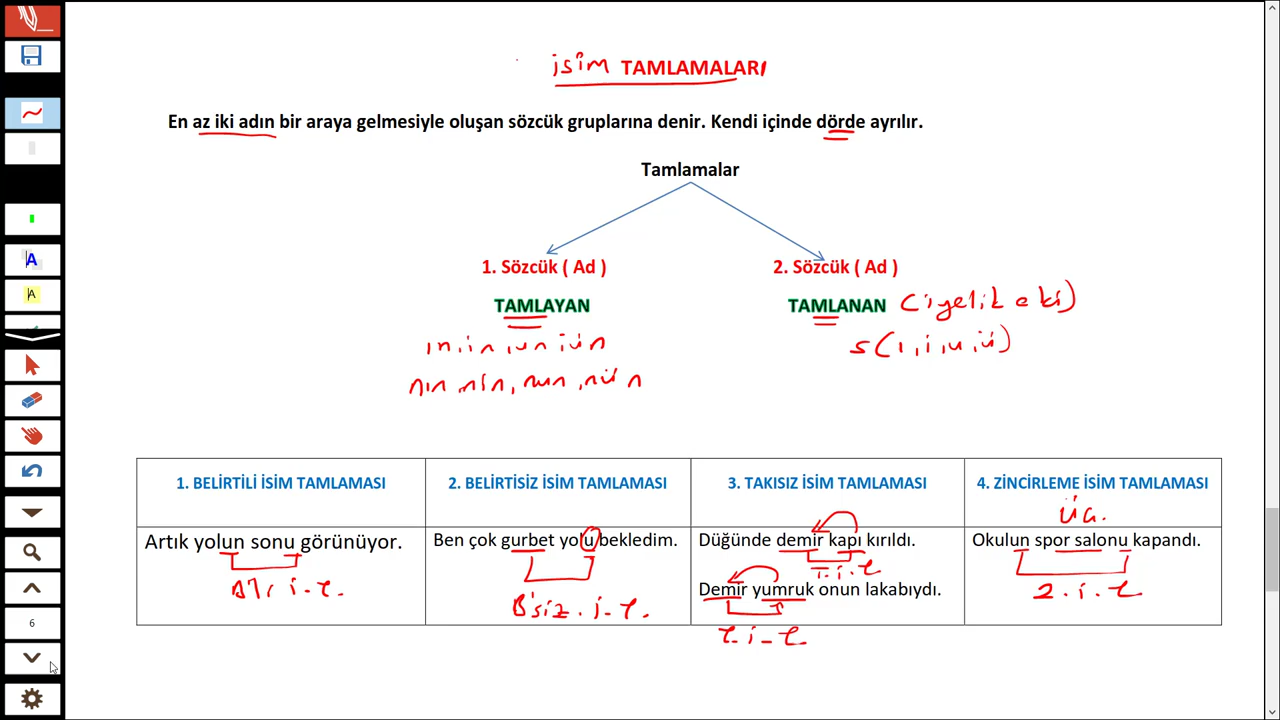 isim TAMLAMALARI
En az iki adın bir araya gelmesiyle oluşan sözcük gruplarına denir. Kendi içinde dörde ayrılır.
Tamlamalar
1. Sözcük ( Ad )
2. Sözcük ( Ad )
TAMLAYAN
TAMLANAN (iyelik eki)
ın, in, un, ün
s(ı, i, u, ü)
nın, nin, nun, nün
1. BELİRTİLİ İSİM TAMLAMASI
2. BELİRTİSİZ İSİM TAMLAMASI
3. TAKISIZ İSİM TAMLAMASI
4. ZİNCİRLEME İSİM TAMLAMASI
Üç.
Artık yolun sonu görünüyor.
Ben çok gurbet yolu bekledim.
Düğünde demir kapı kırıldı.
Okulun spor salonu kapandı.
T.i.t
Demir yumruk onun lakabıydı.
i.t.
B'siz.i.t.
Z.i.t
t.i.t
A
A
6